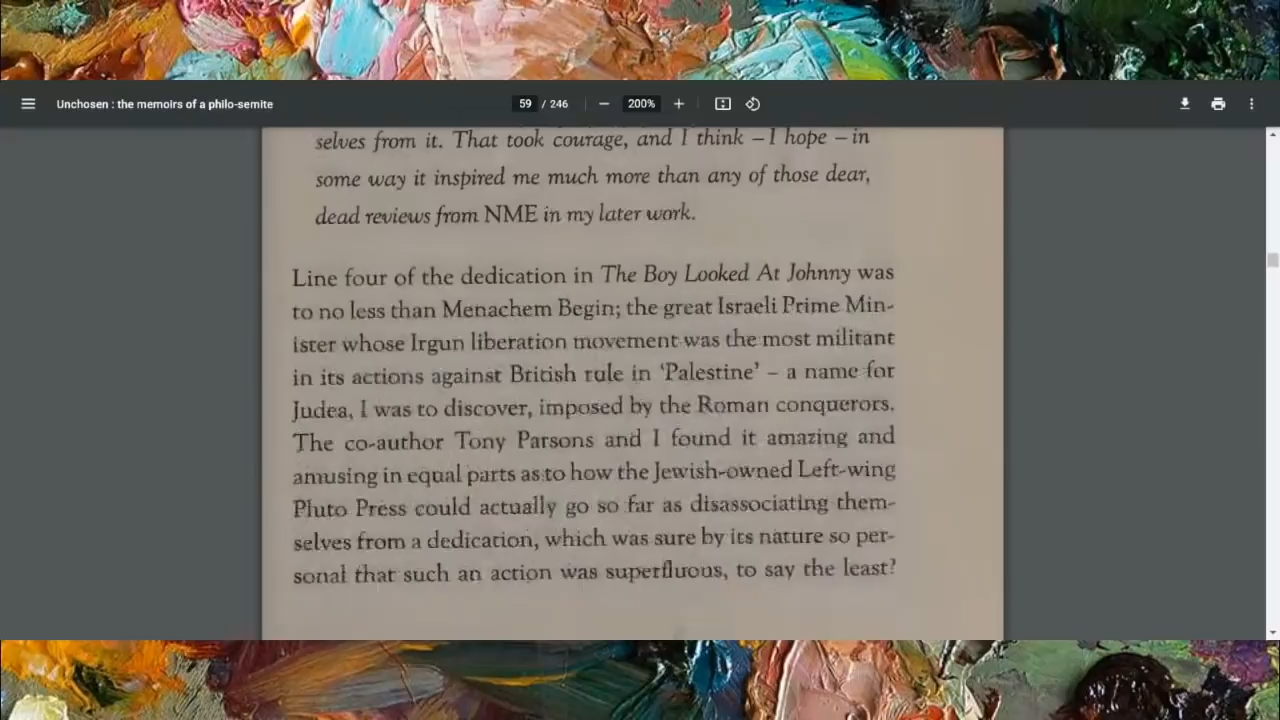 Unchosen : the memoirs of a philo-semite
59 / 246
200%
selves from it. That took courage, and I think – I hope – in
some way it inspired me much more than any of those dear,
dead reviews from NME in my later work.
Line four of the dedication in The Boy Looked At Johnny was
to no less than Menachem Begin; the great Israeli Prime Min-
ister whose Irgun liberation movement was the most militant
in its actions against British rule in ‘Palestine’ – a name for
Judea, I was to discover, imposed by the Roman conquerors.
The co-author Tony Parsons and I found it amazing and
amusing in equal parts as to how the Jewish-owned Left-wing
Pluto Press could actually go so far as disassociating them-
selves from a dedication, which was sure by its nature so per-
sonal that such an action was superfluous, to say the least?